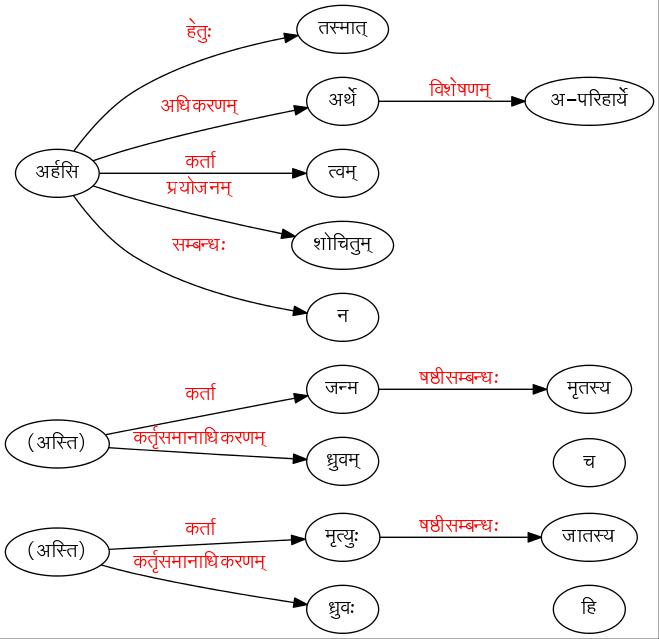 हेतुः
तस्मात्
अधिकरणम्
अर्थे
विशेषणम्
अ-परिहार्ये
अर्हसि
कर्ता
त्वम्
प्रयोजनम्
शोचितुम्
सम्बन्धः
न
कर्ता
जन्म
षष्ठीसम्बन्धः
मृतस्य
(अस्ति)
कर्तृसमानाधिकरणम्
ध्रुवम्
च
कर्ता
मृत्युः
षष्ठीसम्बन्धः
जातस्य
(अस्ति)
कर्तृसमानाधिकरणम्
ध्रुवः
हि